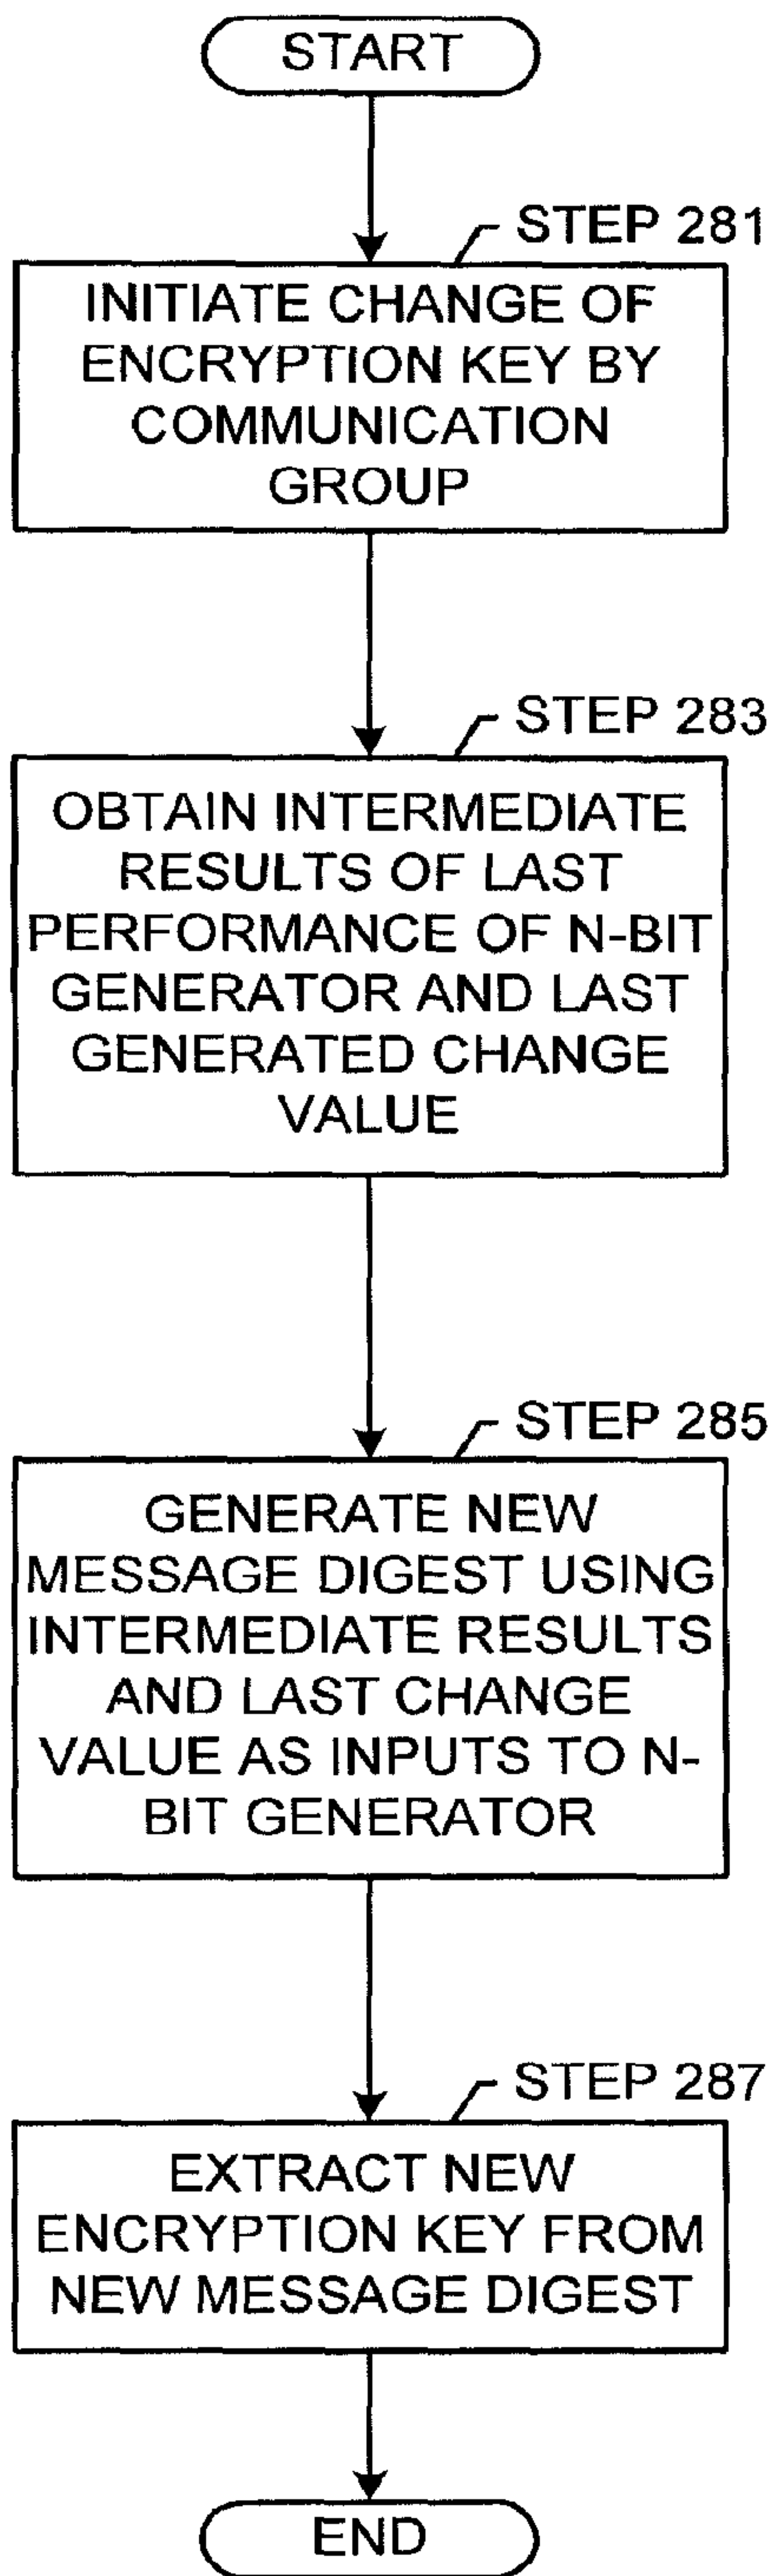 START
STEP 281
INITIATE CHANGE OF
ENCRYPTION KEY BY
COMMUNICATION
GROUP
STEP 283
OBTAIN INTERMEDIATE
RESULTS OF LAST
PERFORMANCE OF N-BIT
GENERATOR AND LAST
GENERATED CHANGE
VALUE
STEP 285
GENERATE NEW
MESSAGE DIGEST USING
INTERMEDIATE RESULTS
AND LAST CHANGE
VALUE AS INPUTS TO N-
BIT GENERATOR
STEP 287
EXTRACT NEW
ENCRYPTION KEY FROM
NEW MESSAGE DIGEST
END